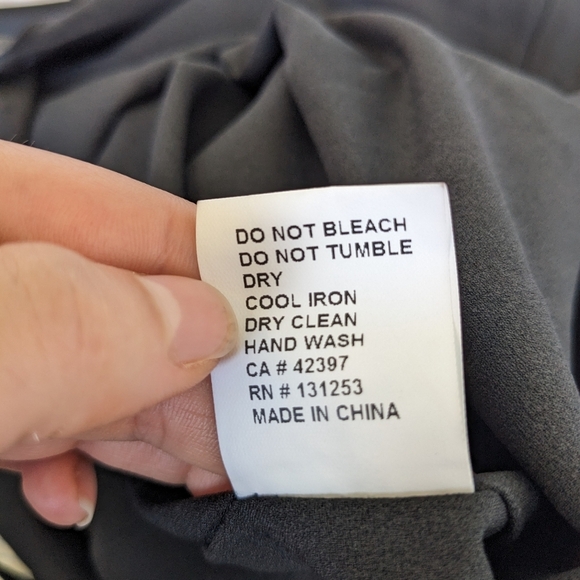 DO NOT BLEACH
DO NOT TUMBLE
DRY
COOL IRON
DRY CLEAN
HAND WASH
CA # 42397
RN # 131253
MADE IN CHINA